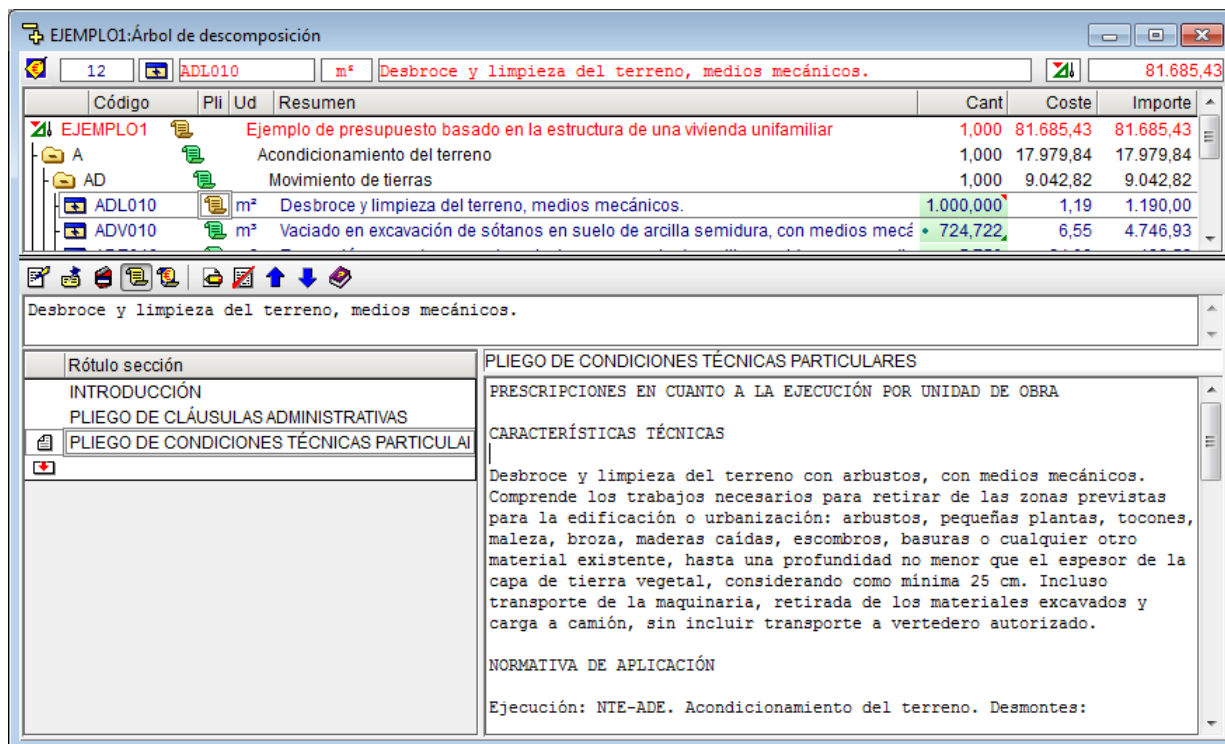 EJEMPLO1:Árbol de descomposición
12 ADL010 m² Desbroce y limpieza del terreno, medios mecánicos. 81.685,43
Código Pli Ud Resumen Cant Coste Importe
EJEMPLO1 Ejemplo de presupuesto basado en la estructura de una vivienda unifamiliar 1,000 81.685,43 81.685,43
A Acondicionamiento del terreno 1,000 17.979,84 17.979,84
AD Movimiento de tierras 1,000 9.042,82 9.042,82
ADL010 m² Desbroce y limpieza del terreno, medios mecánicos. 1.000,000 1,19 1.190,00
ADV010 m³ Vaciado en excavación de sótanos en suelo de arcilla semidura, con medios mecá 724,722 6,55 4.746,93
Desbroce y limpieza del terreno, medios mecánicos.
Rótulo sección
INTRODUCCIÓN
PLIEGO DE CLÁUSULAS ADMINISTRATIVAS
PLIEGO DE CONDICIONES TÉCNICAS PARTICULAI
PLIEGO DE CONDICIONES TÉCNICAS PARTICULARES
PRESCRIPCIONES EN CUANTO A LA EJECUCIÓN POR UNIDAD DE OBRA
CARACTERÍSTICAS TÉCNICAS
Desbroce y limpieza del terreno con arbustos, con medios mecánicos.
Comprende los trabajos necesarios para retirar de las zonas previstas
para la edificación o urbanización: arbustos, pequeñas plantas, tocones,
maleza, broza, maderas caídas, escombros, basuras o cualquier otro
material existente, hasta una profundidad no menor que el espesor de la
capa de tierra vegetal, considerando como mínima 25 cm. Incluso
transporte de la maquinaria, retirada de los materiales excavados y
carga a camión, sin incluir transporte a vertedero autorizado.
NORMATIVA DE APLICACIÓN
Ejecución: NTE-ADE. Acondicionamiento del terreno. Desmontes: